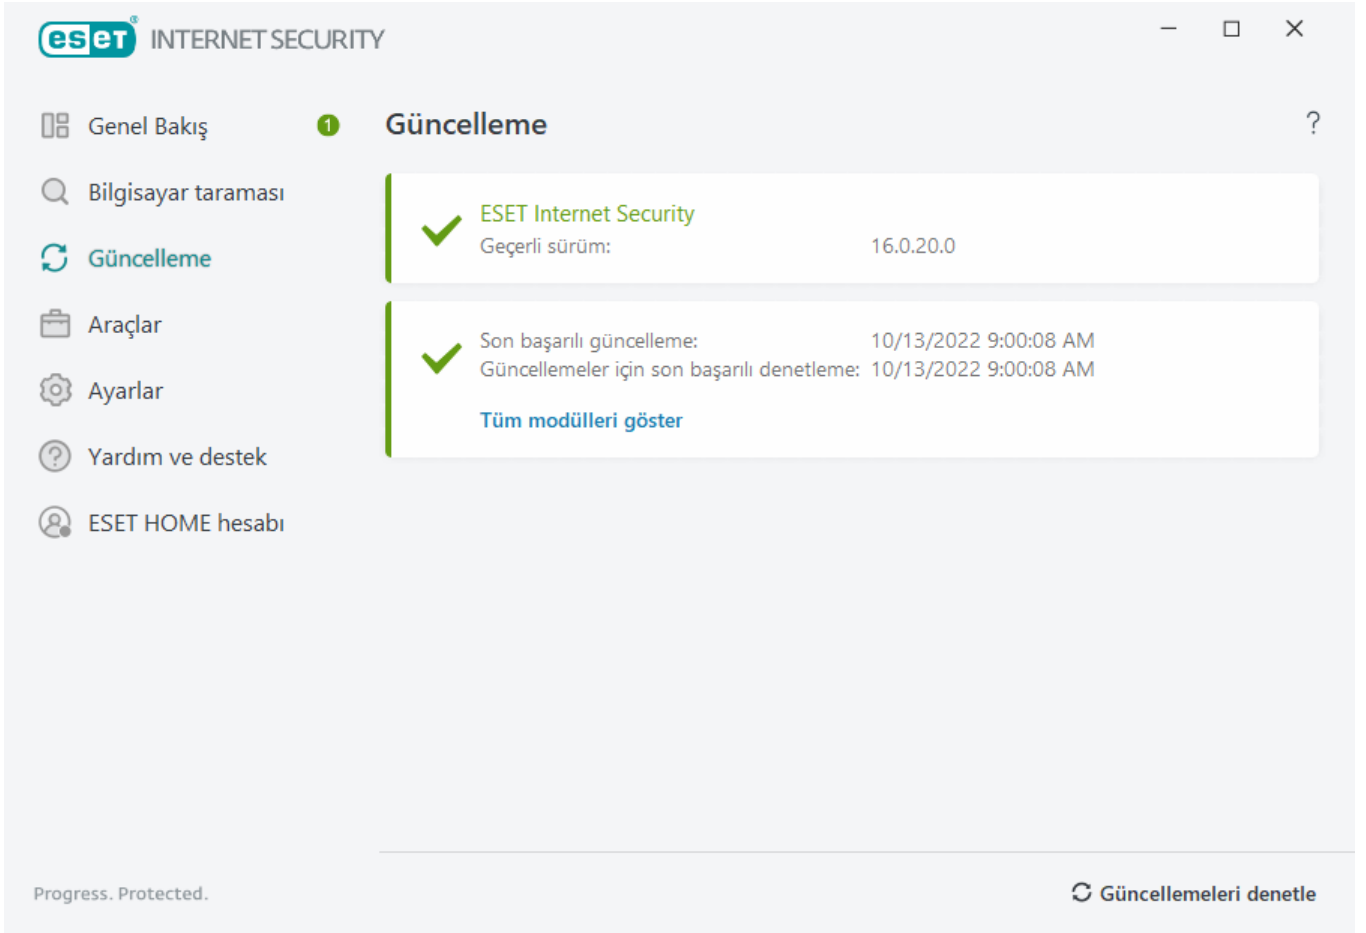 eset® INTERNET SECURITY
Genel Bakış 1
Bilgisayar taraması
Güncelleme
Araçlar
Ayarlar
Yardım ve destek
ESET HOME hesabı
Progress. Protected.
Güncelleme ?
ESET Internet Security
Geçerli sürüm: 16.0.20.0
Son başarılı güncelleme: 10/13/2022 9:00:08 AM
Güncellemeler için son başarılı denetleme: 10/13/2022 9:00:08 AM
Tüm modülleri göster
Güncellemeleri denetle